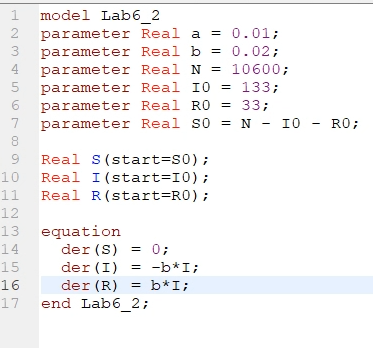 1 model Lab6_2
2 parameter Real a = 0.01;
3 parameter Real b = 0.02;
4 parameter Real N = 10600;
5 parameter Real I0 = 133;
6 parameter Real R0 = 33;
7 parameter Real S0 = N - I0 - R0;
8
9 Real S(start=S0);
10 Real I(start=I0);
11 Real R(start=R0);
12
13 equation
14   der(S) = 0;
15   der(I) = -b*I;
16   der(R) = b*I;
17 end Lab6_2;